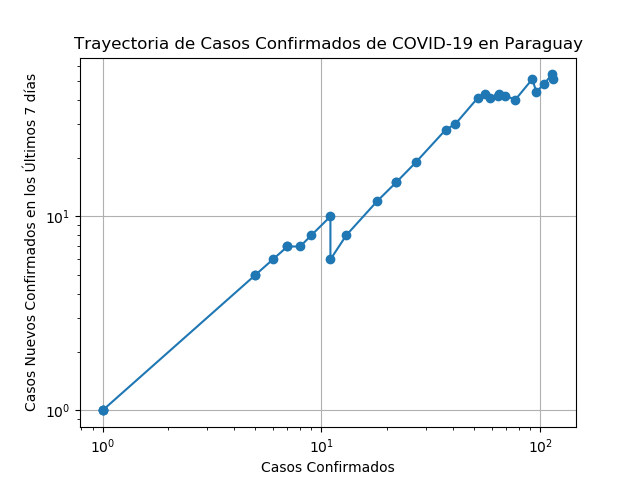 Trayectoria de Casos Confirmados de COVID-19 en Paraguay
Casos Nuevos Confirmados en los Últimos 7 días
10¹
10⁰
10⁰
10¹
10²
Casos Confirmados